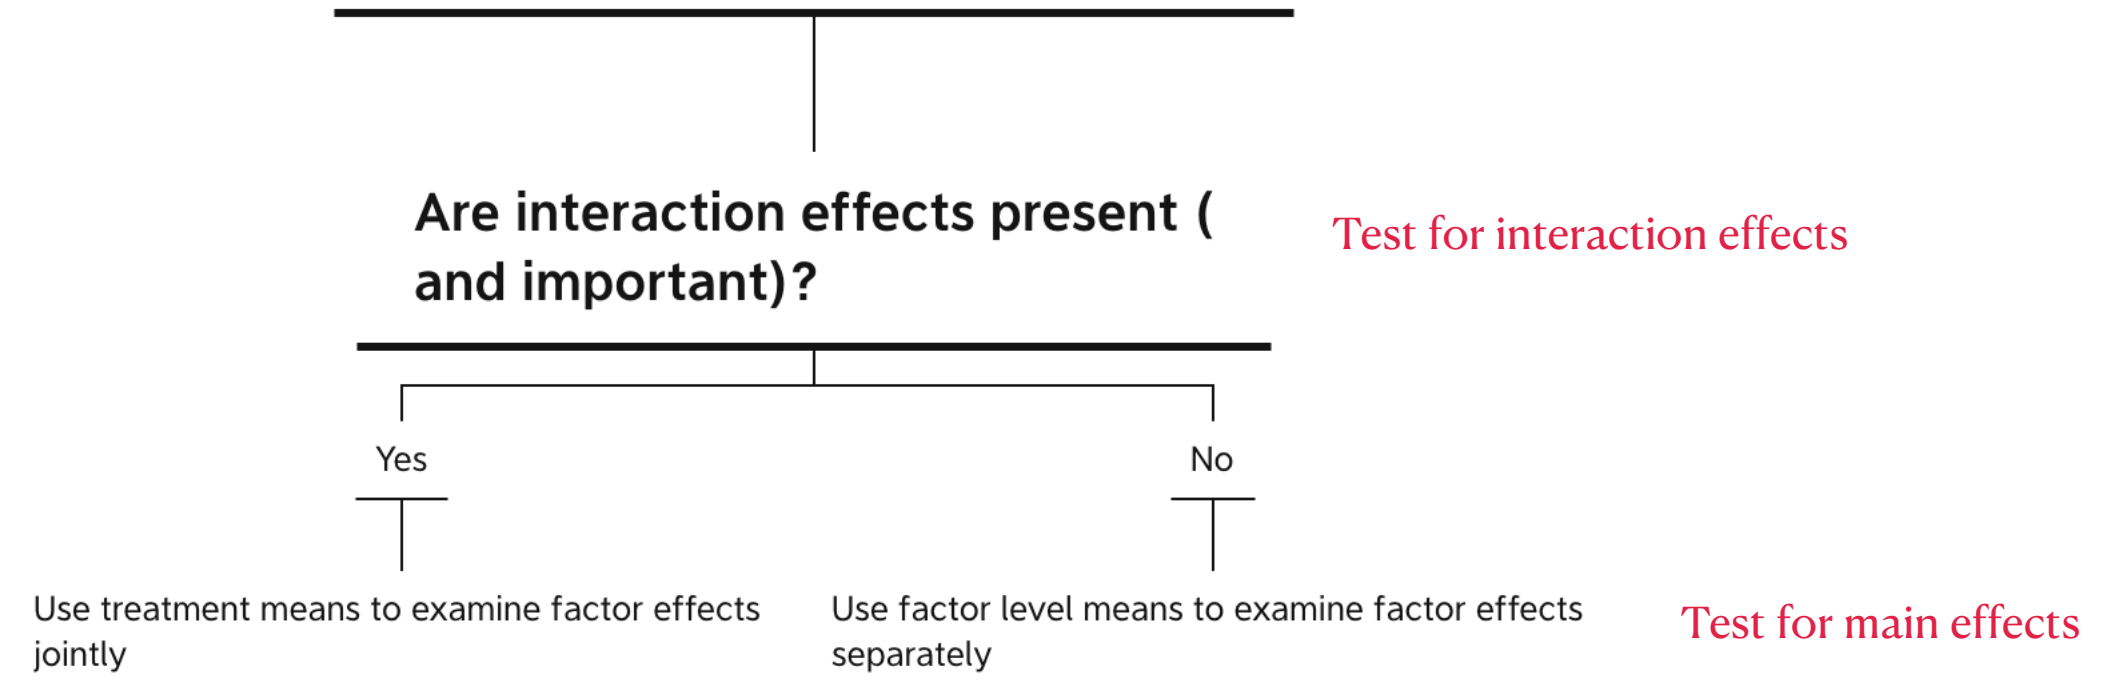 Are interaction effects present (
and important)?
Test for interaction effects
Yes
No
Use treatment means to examine factor effects
jointly
Use factor level means to examine factor effects
separately
Test for main effects